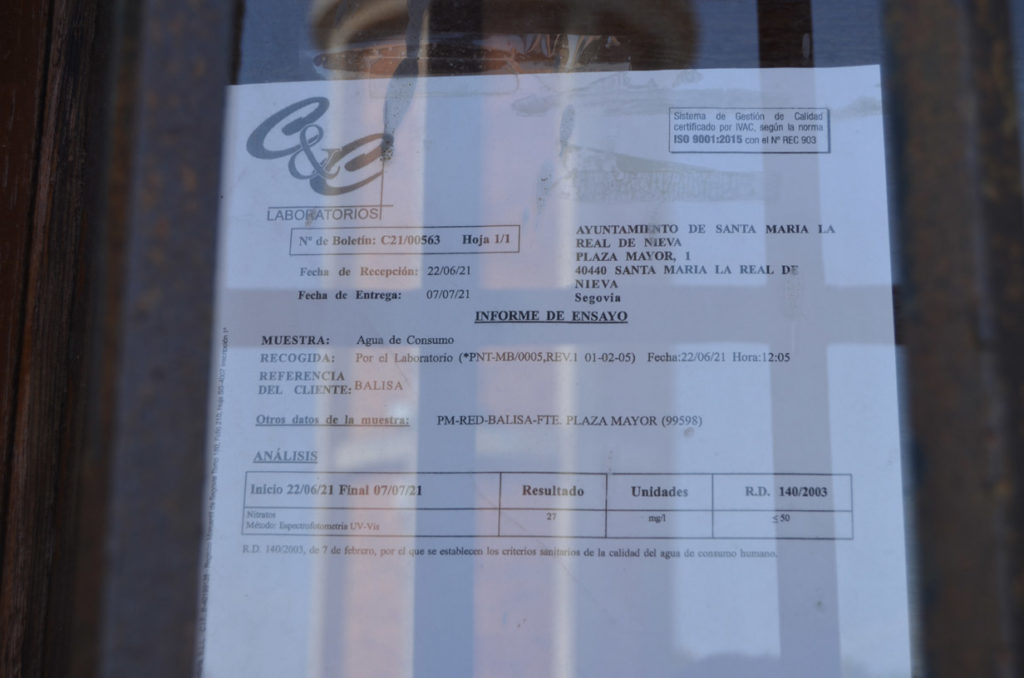 C&C
LABORATORIOS
Sistema de Gestión de Calidad
certificado por IVAC, según la norma
ISO 9001:2015 con el Nº REC 903
Nº de Boletín: C21/00563 Hoja 1/1
Fecha de Recepción: 22/06/21
Fecha de Entrega: 07/07/21
AYUNTAMIENTO DE SANTA MARIA LA
REAL DE NIEVA
PLAZA MAYOR, 1
40440 SANTA MARIA LA REAL DE
NIEVA
Segovia
INFORME DE ENSAYO
MUESTRA: Agua de Consumo
RECOGIDA: Por el Laboratorio (*PNT-MB/0005,REV.1 01-02-05) Fecha:22/06/21 Hora:12:05
REFERENCIA
DEL CLIENTE: BALISA
Otros datos de la muestra: PM-RED-BALISA-FTE. PLAZA MAYOR (99598)
ANÁLISIS
Inicio 22/06/21 Final 07/07/21 Resultado Unidades R.D. 140/2003
Nitratos 27 mg/l ≤ 50
Método: Espectrofotometría UV-Vis
R.D. 140/2003, de 7 de febrero, por el que se establecen los criterios sanitarios de la calidad del agua de consumo humano.